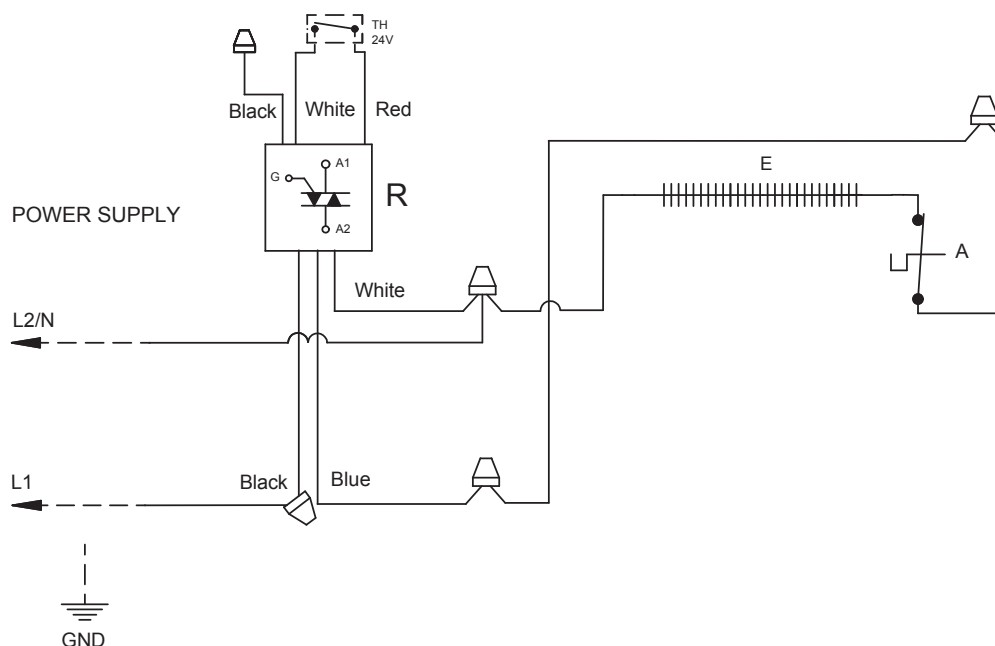 TH
24V
Black
White
Red
E
A1
G
R
A2
POWER SUPPLY
A
White
L2/N
L1
Black
Blue
GND